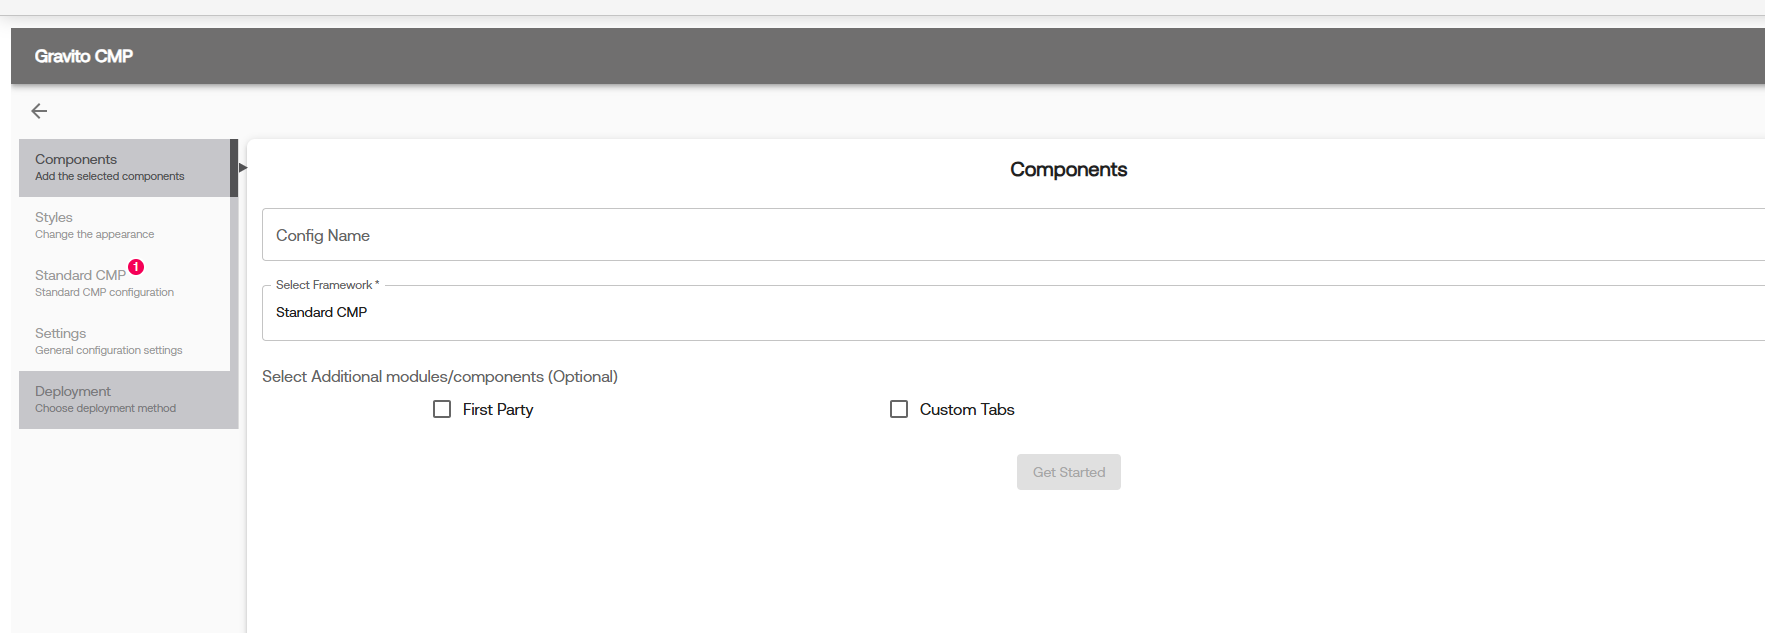 Gravito CMP
Components
Add the selected components
Styles
Change the appearance
Standard CMP 1
Standard CMP configuration
Settings
General configuration settings
Deployment
Choose deployment method
Components
Config Name
Select Framework *
Standard CMP
Select Additional modules/components (Optional)
First Party
Custom Tabs
Get Started